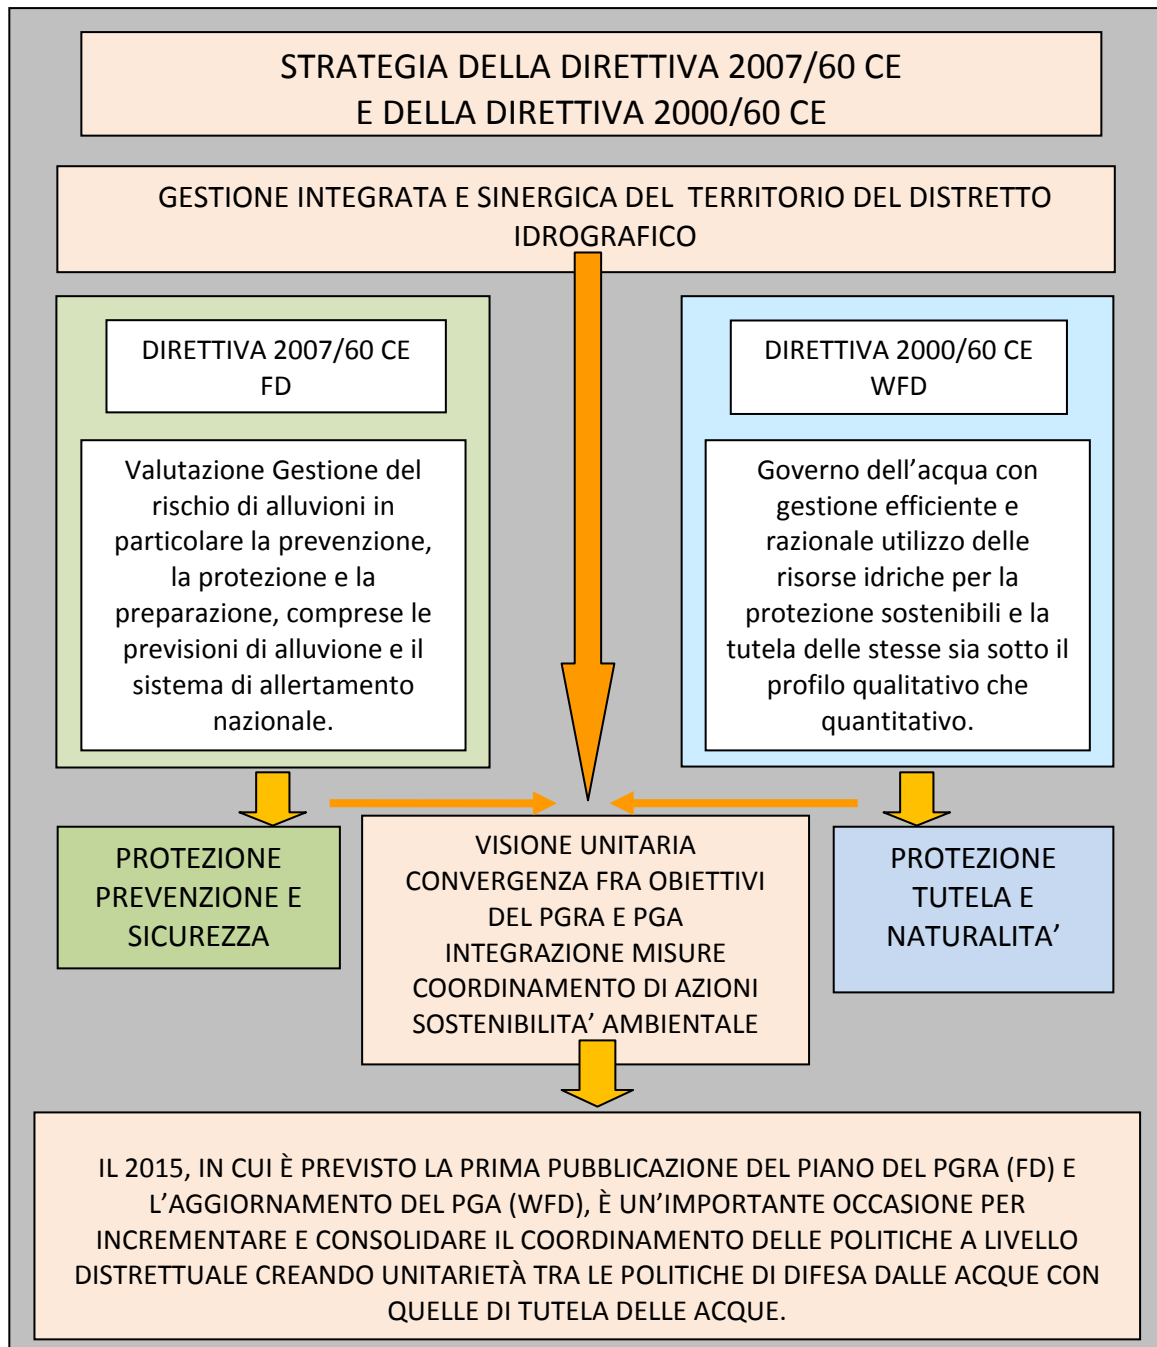 STRATEGIA DELLA DIRETTIVA 2007/60 CE
E DELLA DIRETTIVA 2000/60 CE
GESTIONE INTEGRATA E SINERGICA DEL TERRITORIO DEL DISTRETTO
IDROGRAFICO
DIRETTIVA 2007/60 CE
FD
Valutazione Gestione del
rischio di alluvioni in
particolare la prevenzione,
la protezione e la
preparazione, comprese le
previsioni di alluvione e il
sistema di allertamento
nazionale.
DIRETTIVA 2000/60 CE
WFD
Governo dell’acqua con
gestione efficiente e
razionale utilizzo delle
risorse idriche per la
protezione sostenibili e la
tutela delle stesse sia sotto il
profilo qualitativo che
quantitativo.
PROTEZIONE
PREVENZIONE E
SICUREZZA
VISIONE UNITARIA
CONVERGENZA FRA OBIETTIVI
DEL PGRA E PGA
INTEGRAZIONE MISURE
COORDINAMENTO DI AZIONI
SOSTENIBILITA’ AMBIENTALE
PROTEZIONE
TUTELA E
NATURALITA’
IL 2015, IN CUI È PREVISTO LA PRIMA PUBBLICAZIONE DEL PIANO DEL PGRA (FD) E
L’AGGIORNAMENTO DEL PGA (WFD), È UN’IMPORTANTE OCCASIONE PER
INCREMENTARE E CONSOLIDARE IL COORDINAMENTO DELLE POLITICHE A LIVELLO
DISTRETTUALE CREANDO UNITARIETÀ TRA LE POLITICHE DI DIFESA DALLE ACQUE CON
QUELLE DI TUTELA DELLE ACQUE.